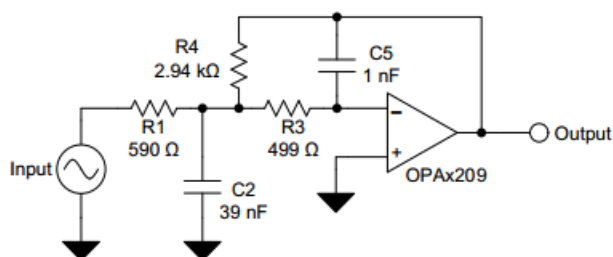 R4
2.94 kΩ
C5
1 nF
R1
590 Ω
R3
499 Ω
−
+
OPAx209
Output
Input
C2
39 nF